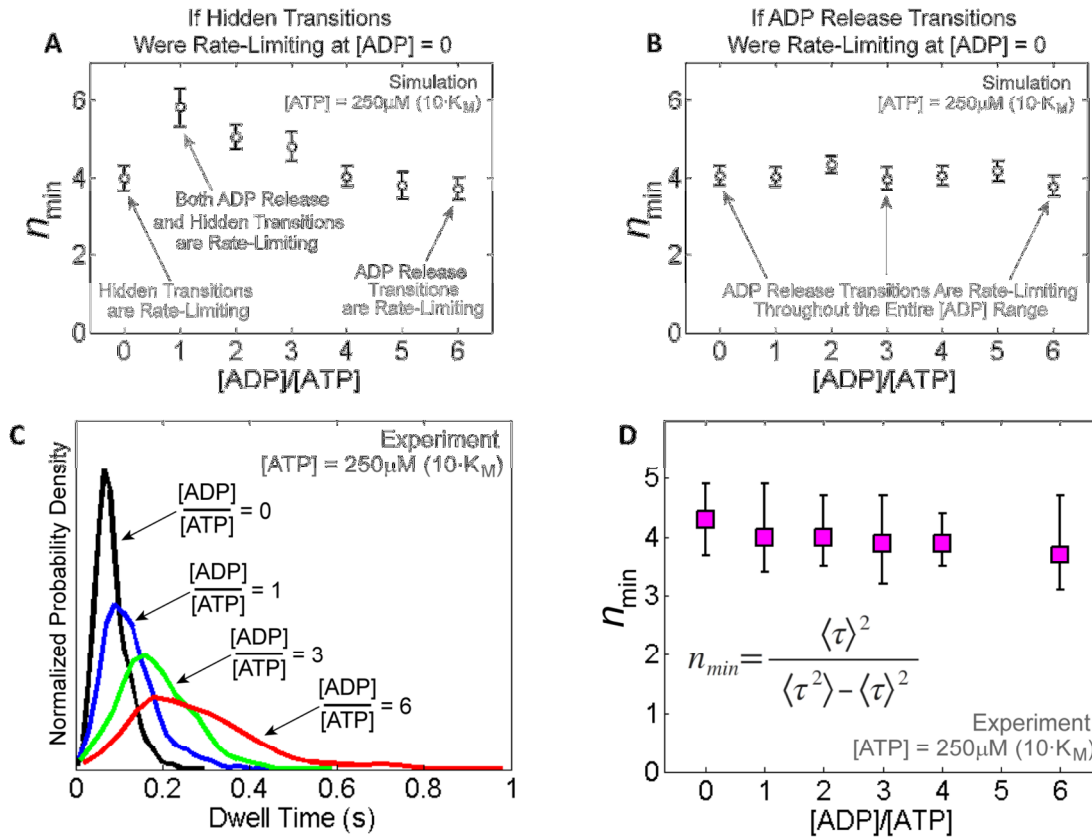 If Hidden Transitions
Were Rate-Limiting at [ADP] = 0
A
Simulation
[ATP] = 250µM (10·K_M)
6
4
2
0
n_min
Both ADP Release
and Hidden Transitions
are Rate-Limiting
Hidden Transitions
are Rate-Limiting
ADP Release
Transitions
are Rate-Limiting
0 1 2 3 4 5 6
[ADP]/[ATP]
If ADP Release Transitions
Were Rate-Limiting at [ADP] = 0
B
Simulation
[ATP] = 250µM (10·K_M)
6
4
2
0
n_min
ADP Release Transitions Are Rate-Limiting
Throughout the Entire [ADP] Range
0 1 2 3 4 5 6
[ADP]/[ATP]
C
Experiment
[ATP] = 250µM (10·K_M)
Normalized Probability Density
[ADP]/[ATP] = 0
[ADP]/[ATP] = 1
[ADP]/[ATP] = 3
[ADP]/[ATP] = 6
0 0.2 0.4 0.6 0.8 1
Dwell Time (s)
D
5
4
3
2
1
0
n_min
n_min = ⟨τ⟩² / (⟨τ²⟩ − ⟨τ⟩²)
Experiment
[ATP] = 250µM (10·K_M)
0 1 2 3 4 5 6
[ADP]/[ATP]